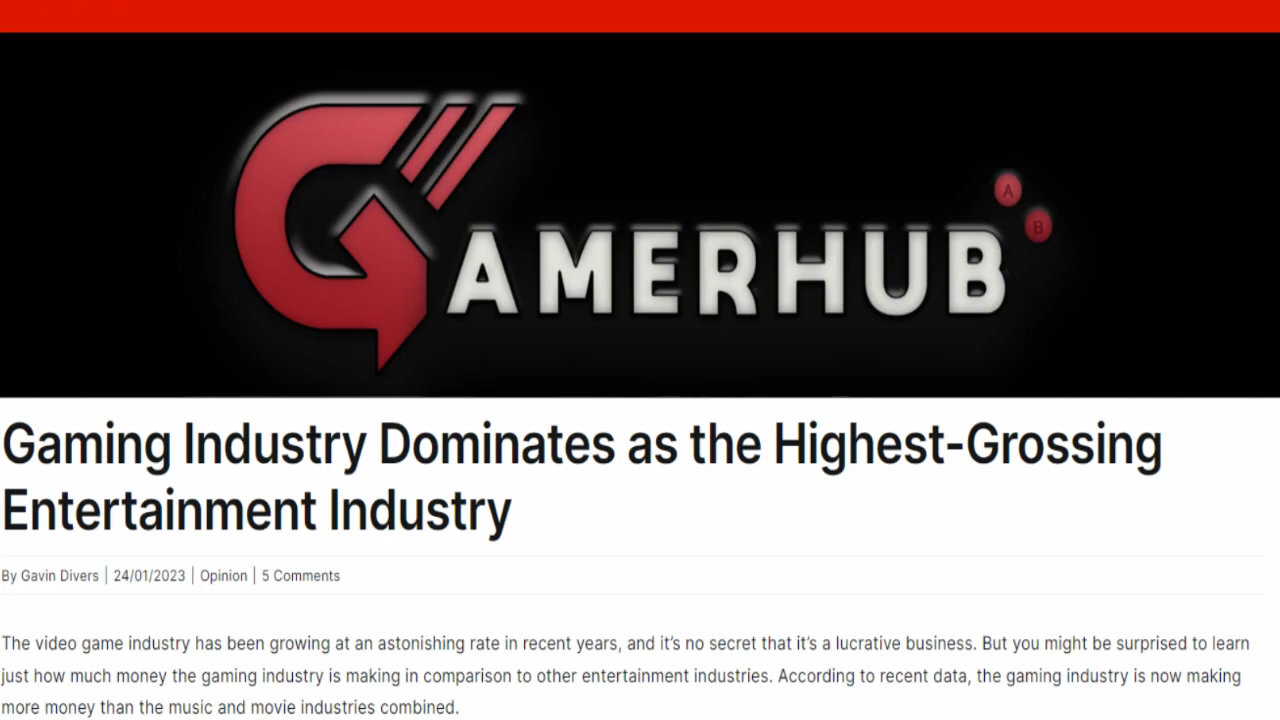 GAMERHUB
A
B
Gaming Industry Dominates as the Highest-Grossing
Entertainment Industry
By Gavin Divers | 24/01/2023 | Opinion | 5 Comments
The video game industry has been growing at an astonishing rate in recent years, and it’s no secret that it’s a lucrative business. But you might be surprised to learn
just how much money the gaming industry is making in comparison to other entertainment industries. According to recent data, the gaming industry is now making
more money than the music and movie industries combined.